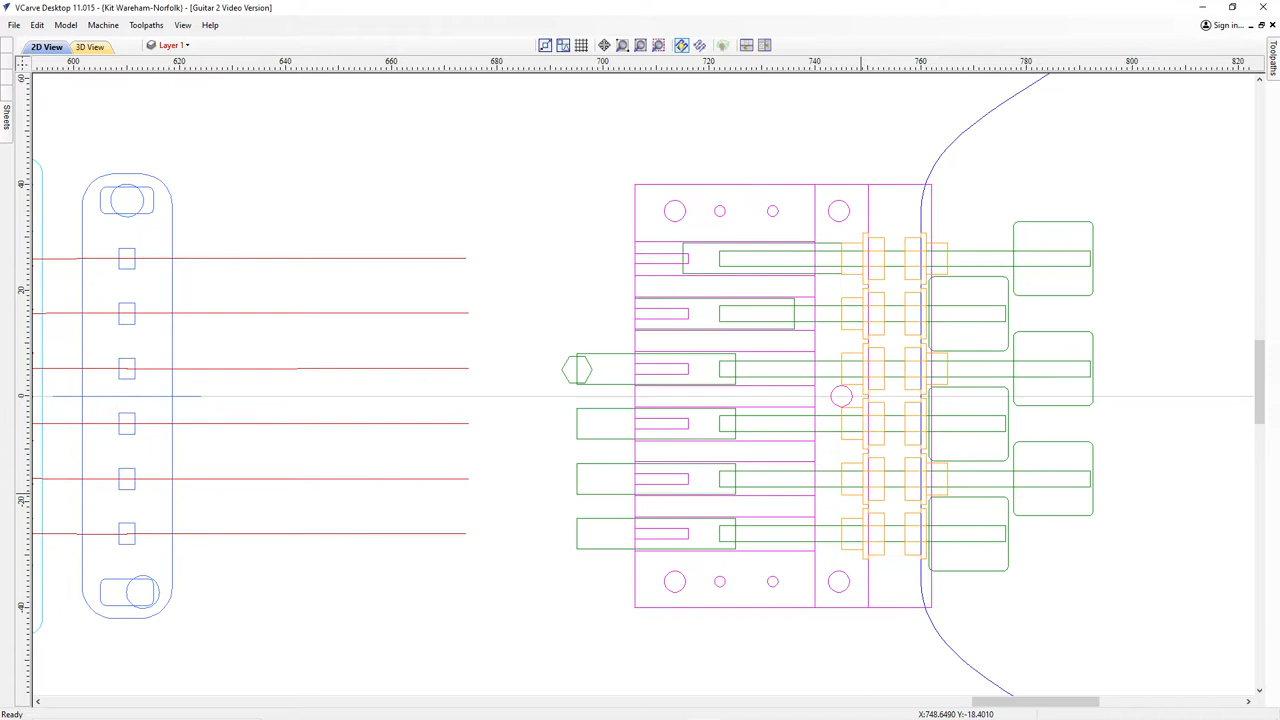 VCarve Desktop 11.015 - (Kit Wareham-Norfolk) - [Guitar 2 Video Version]
File Edit Model Machine Toolpaths View Help
Sign in...
2D View 3D View Layer 1
600 620 640 660 680 700 720 740 760 780 800 820
Toolpaths
Sheets
60
40
20
0
-20
-40
Ready
X:748.6490 Y:-18.4010